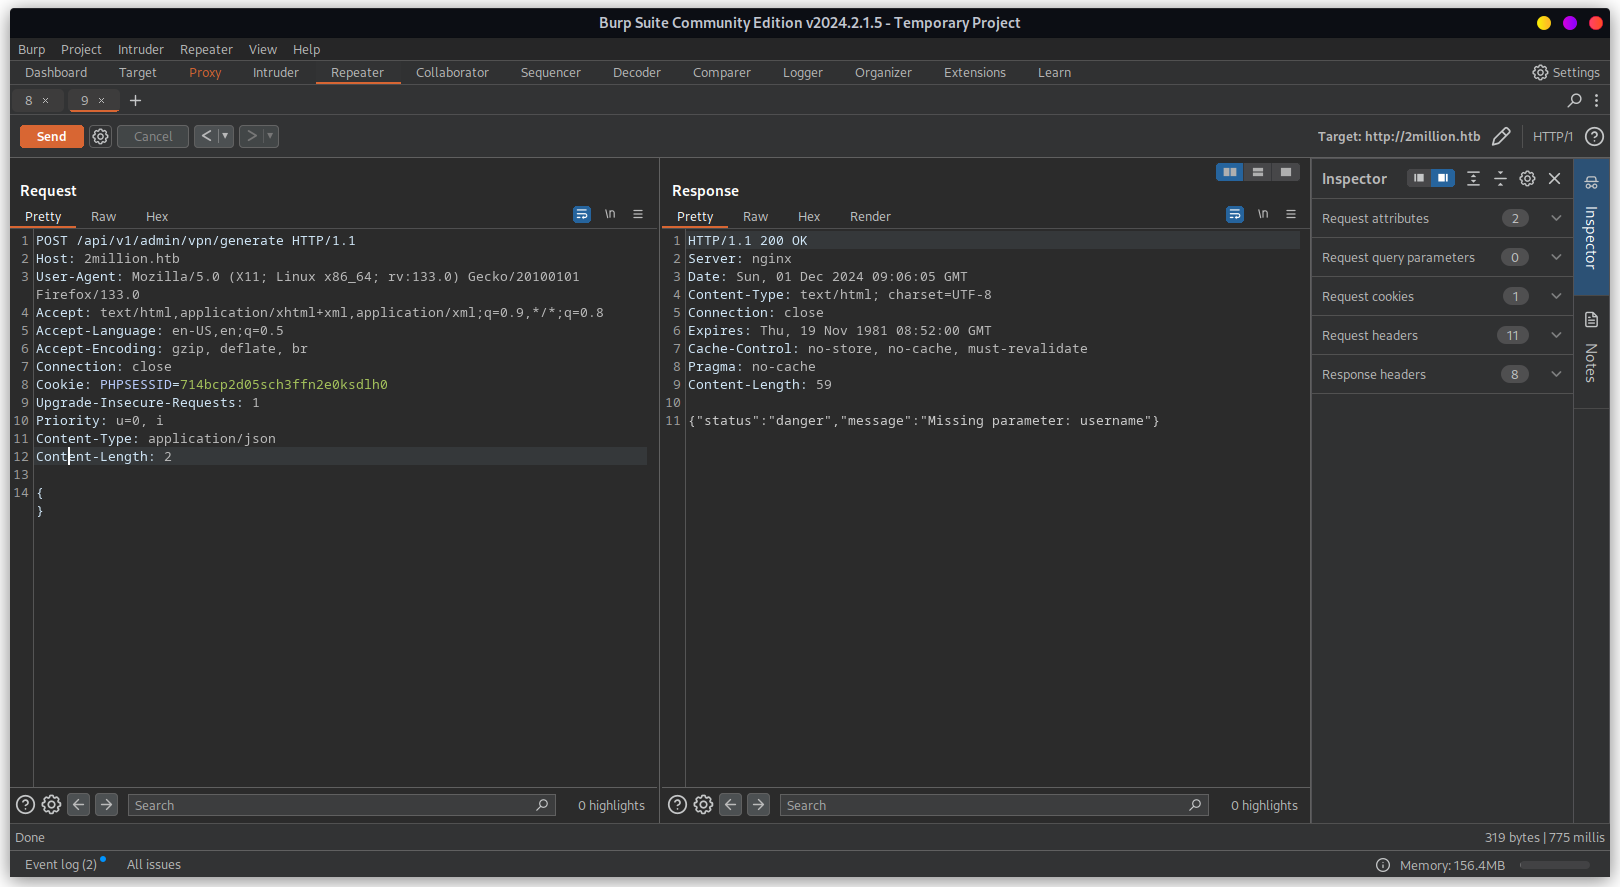 Burp Suite Community Edition v2024.2.1.5 - Temporary Project
Burp Project Intruder Repeater View Help
Dashboard Target Proxy Intruder Repeater Collaborator Sequencer Decoder Comparer Logger Organizer Extensions Learn Settings
8 × 9 × +
Send Cancel < > Target: http://2million.htb HTTP/1 ?
Request
Pretty Raw Hex \n
1 POST /api/v1/admin/vpn/generate HTTP/1.1
2 Host: 2million.htb
3 User-Agent: Mozilla/5.0 (X11; Linux x86_64; rv:133.0) Gecko/20100101
Firefox/133.0
4 Accept: text/html,application/xhtml+xml,application/xml;q=0.9,*/*;q=0.8
5 Accept-Language: en-US,en;q=0.5
6 Accept-Encoding: gzip, deflate, br
7 Connection: close
8 Cookie: PHPSESSID=714bcp2d05sch3ffn2e0ksdlh0
9 Upgrade-Insecure-Requests: 1
10 Priority: u=0, i
11 Content-Type: application/json
12 Content-Length: 2
13
14 {
}
? Search 0 highlights
Response
Pretty Raw Hex Render \n
1 HTTP/1.1 200 OK
2 Server: nginx
3 Date: Sun, 01 Dec 2024 09:06:05 GMT
4 Content-Type: text/html; charset=UTF-8
5 Connection: close
6 Expires: Thu, 19 Nov 1981 08:52:00 GMT
7 Cache-Control: no-store, no-cache, must-revalidate
8 Pragma: no-cache
9 Content-Length: 59
10
11 {"status":"danger","message":"Missing parameter: username"}
? Search 0 highlights
Inspector
Request attributes 2
Request query parameters 0
Request cookies 1
Request headers 11
Response headers 8
Inspector
Notes
Done 319 bytes | 775 millis
Event log (2) All issues Memory: 156.4MB